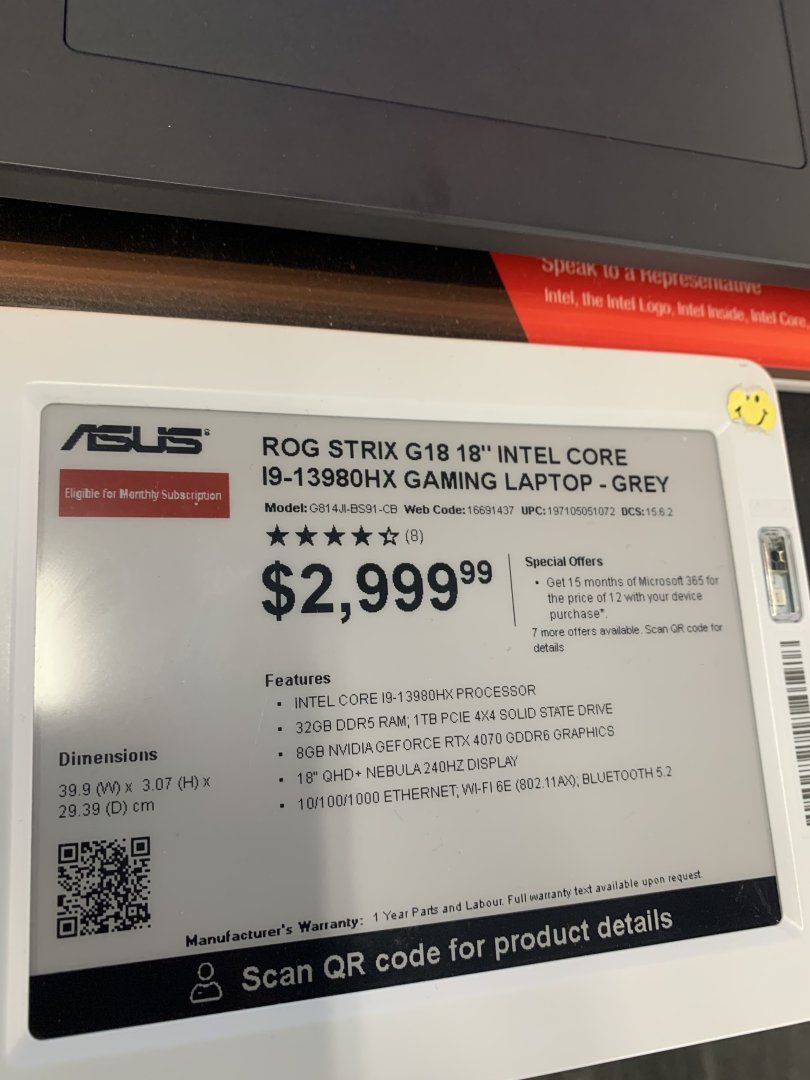 Speak to a Representative
Intel, the Intel Logo, Intel Inside, Intel Core,
ASUS
Eligible for Monthly Subscription
ROG STRIX G18 18" INTEL CORE
I9-13980HX GAMING LAPTOP - GREY
Model: G814JI-BS91-CB Web Code: 16691437 UPC: 197105051072 DCS: 15.6.2
(8)
$2,999⁹⁹
Special Offers
• Get 15 months of Microsoft 365 for
the price of 12 with your device
purchase*.
7 more offers available. Scan QR code for
details
Features
• INTEL CORE I9-13980HX PROCESSOR
• 32GB DDR5 RAM; 1TB PCIE 4X4 SOLID STATE DRIVE
• 8GB NVIDIA GEFORCE RTX 4070 GDDR6 GRAPHICS
• 18" QHD+ NEBULA 240HZ DISPLAY
• 10/100/1000 ETHERNET; WI-FI 6E (802.11AX); BLUETOOTH 5.2
Dimensions
39.9 (W) x 3.07 (H) x
29.39 (D) cm
Manufacturer's Warranty: 1 Year Parts and Labour. Full warranty text available upon request.
Scan QR code for product details